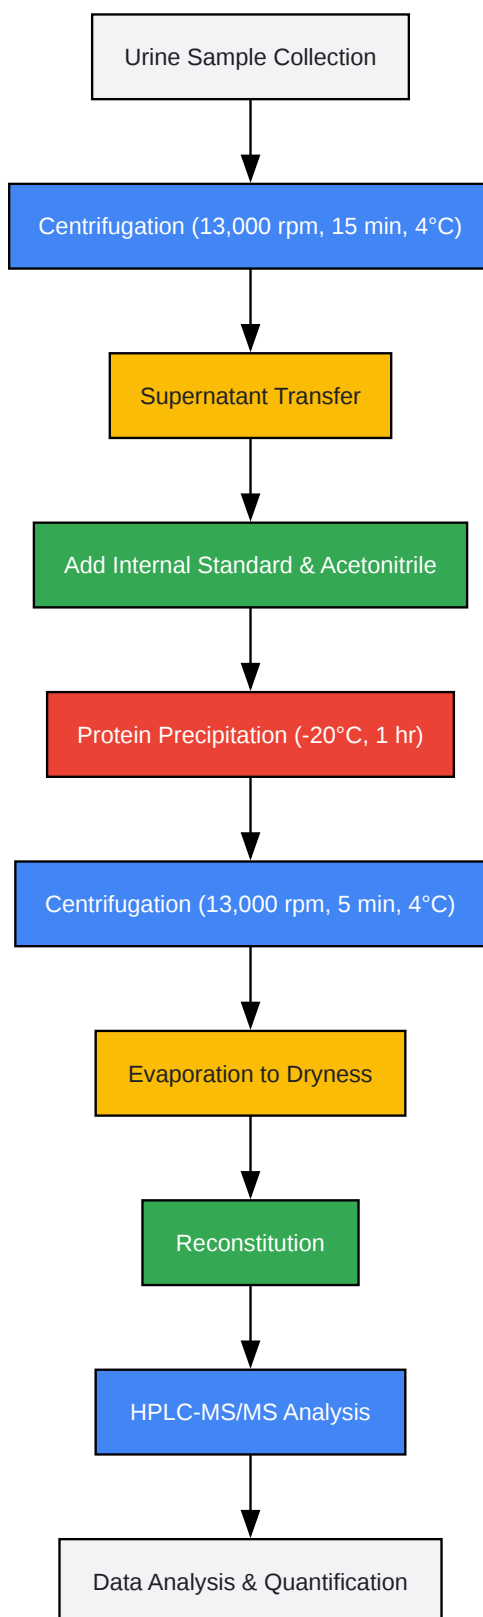 Urine Sample Collection
Centrifugation (13,000 rpm, 15 min, 4°C)
Supernatant Transfer
Add Internal Standard & Acetonitrile
Protein Precipitation (-20°C, 1 hr)
Centrifugation (13,000 rpm, 5 min, 4°C)
Evaporation to Dryness
Reconstitution
HPLC-MS/MS Analysis
Data Analysis & Quantification